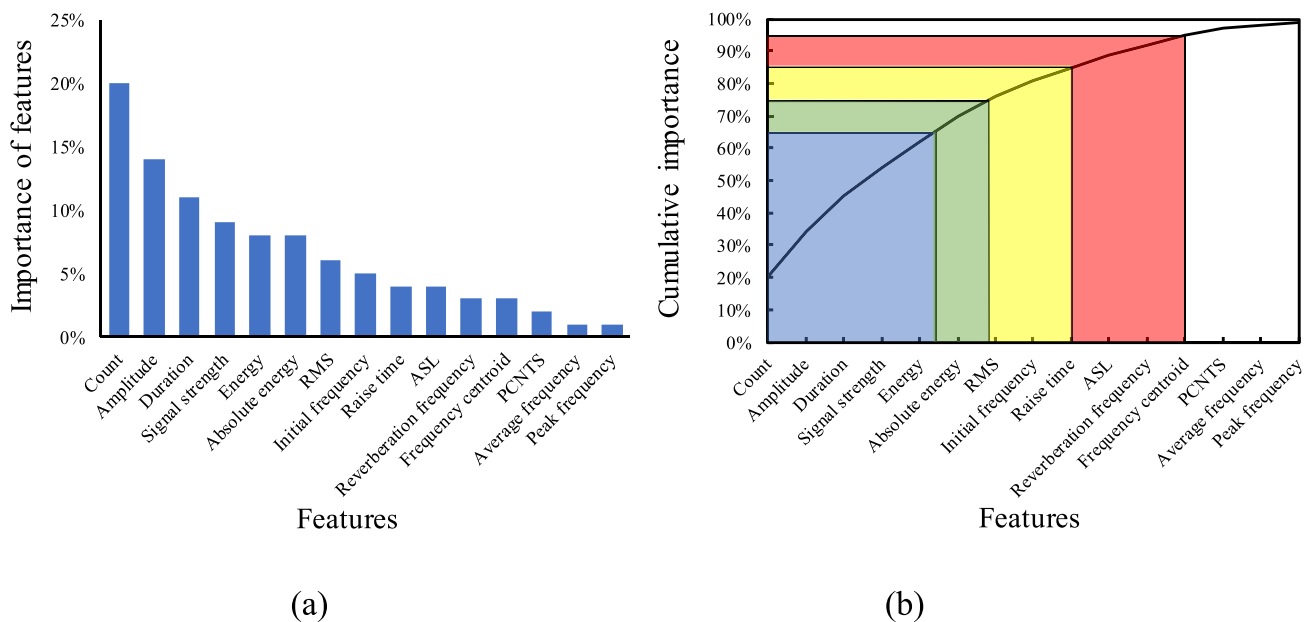 25%
20%
15%
10%
5%
0%
Importance of features
Count
Amplitude
Duration
Signal strength
Energy
Absolute energy
RMS
Initial frequency
Raise time
ASL
Reverberation frequency
Frequency centroid
PCNTS
Average frequency
Peak frequency
Features
(a)
100%
90%
80%
70%
60%
50%
40%
30%
20%
10%
0%
Cumulative importance
Count
Amplitude
Duration
Signal strength
Energy
Absolute energy
RMS
Initial frequency
Raise time
ASL
Reverberation frequency
Frequency centroid
PCNTS
Average frequency
Peak frequency
Features
(b)